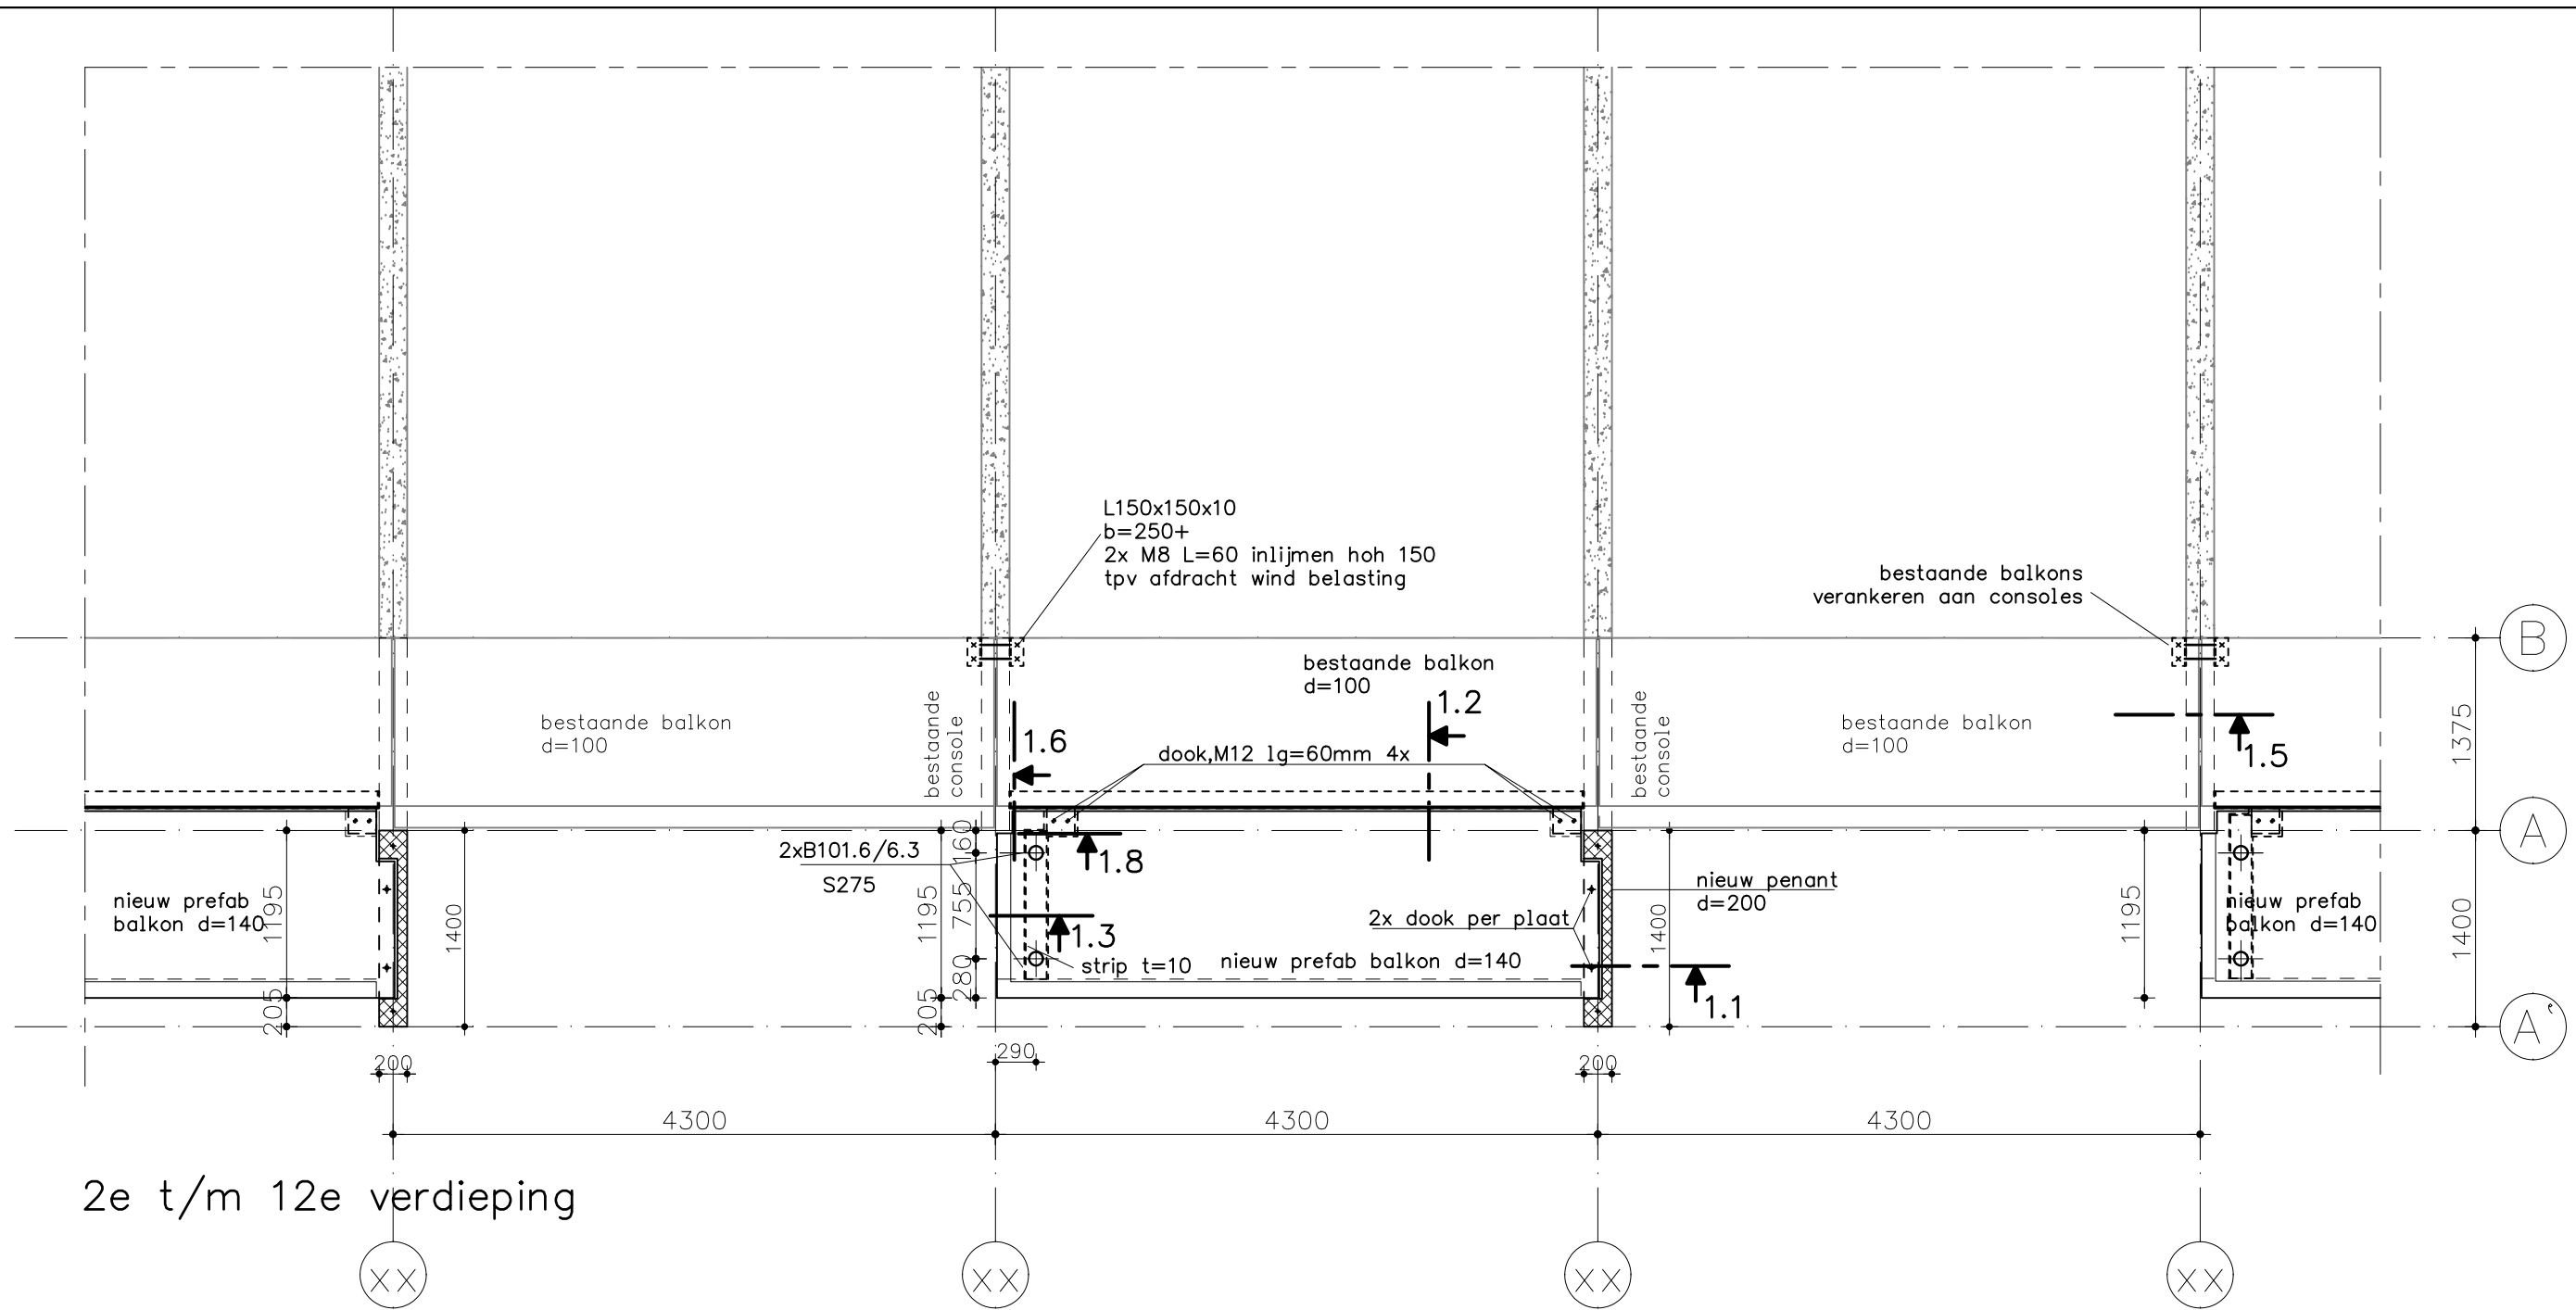 L150x150x10
b=250+
2x M8 L=60 inlijmen hoh 150
tpv afdracht wind belasting
bestaande balkons
verankeren aan consoles
B
bestaande balkon
d=100
bestaande balkon
d=100
bestaande
console
1.6
1.2
dook,M12 lg=60mm 4x
bestaande
console
bestaande balkon
d=100
1.5
1375
A
2xB101.6/6.3
S275
160
1.8
nieuw prefab
balkon d=140
1195
1400
1195
755
1.3
strip t=10
nieuw prefab balkon d=140
2x dook per plaat
nieuw penant
d=200
1400
1195
nieuw prefab
balkon d=140
1400
205
205
280
1.1
A'
200
290
200
4300
4300
4300
2e t/m 12e verdieping
XX
XX
XX
XX